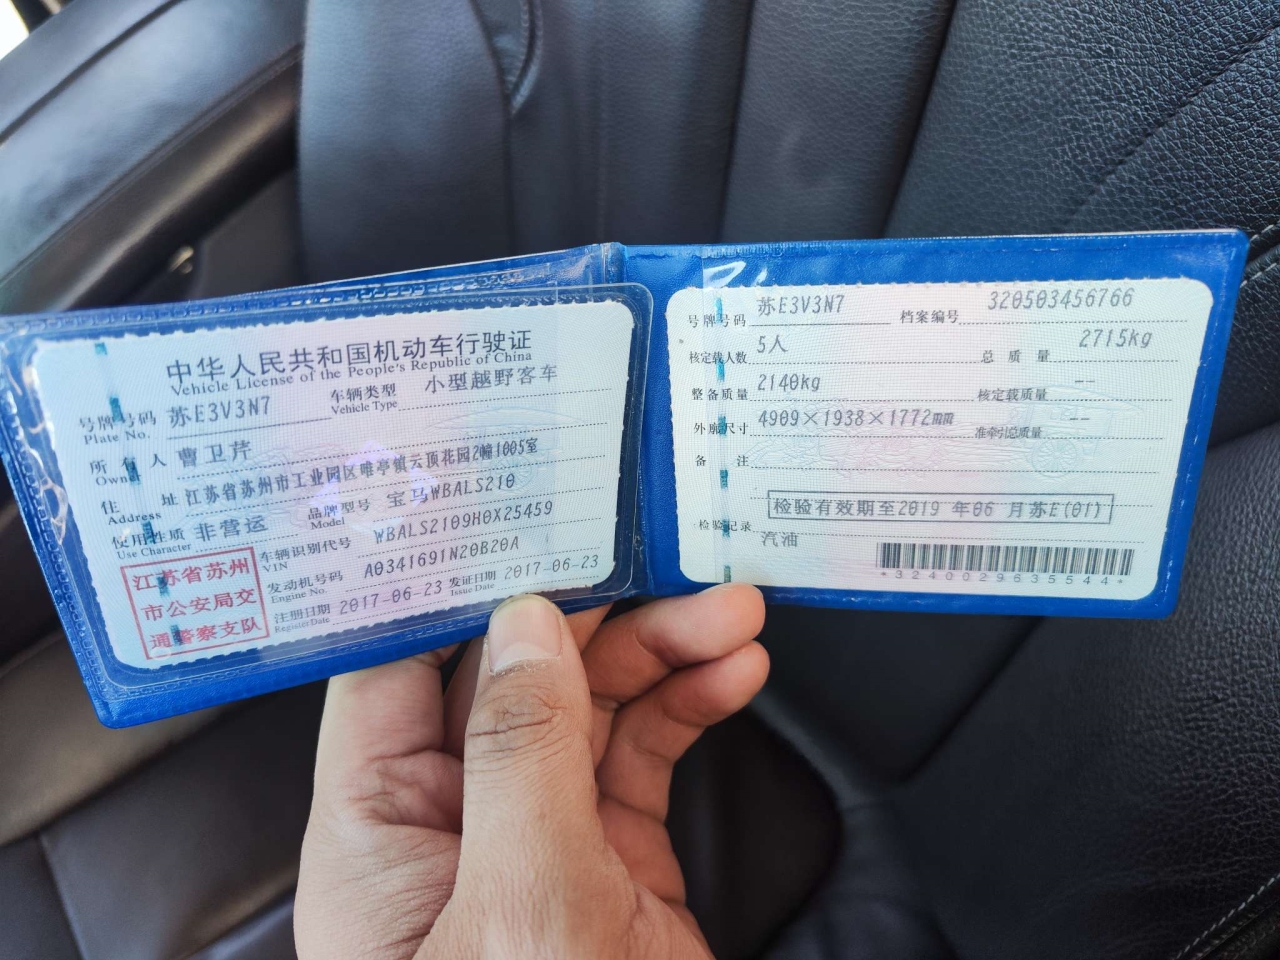 中华人民共和国机动车行驶证
Vehicle License of the People's Republic of China
号牌号码 苏E3V3N7 车辆类型 小型越野客车
Plate No. Vehicle Type
所有人 曹卫芹
Owner
住址 江苏省苏州市工业园区唯亭镇云顶花园2幢1005室
Address
使用性质 非营运 品牌型号 宝马WBALS210
Use Character Model
江苏省苏州
市公安局交
通警察支队
车辆识别代号 WBALS2109H0X25459
VIN
发动机号码 A0341691N20B20A
Engine No.
注册日期 2017-06-23 发证日期 2017-06-23
Register Date Issue Date
号牌号码 苏E3V3N7 档案编号 320503456766
核定载人数 5人 总质量 2715kg
整备质量 2140kg 核定载质量 --
外廓尺寸 4909×1938×1772mm 准牵引总质量 --
备注
检验有效期至2019 年06 月苏E(01)
检验记录
汽油
*3240029635544*